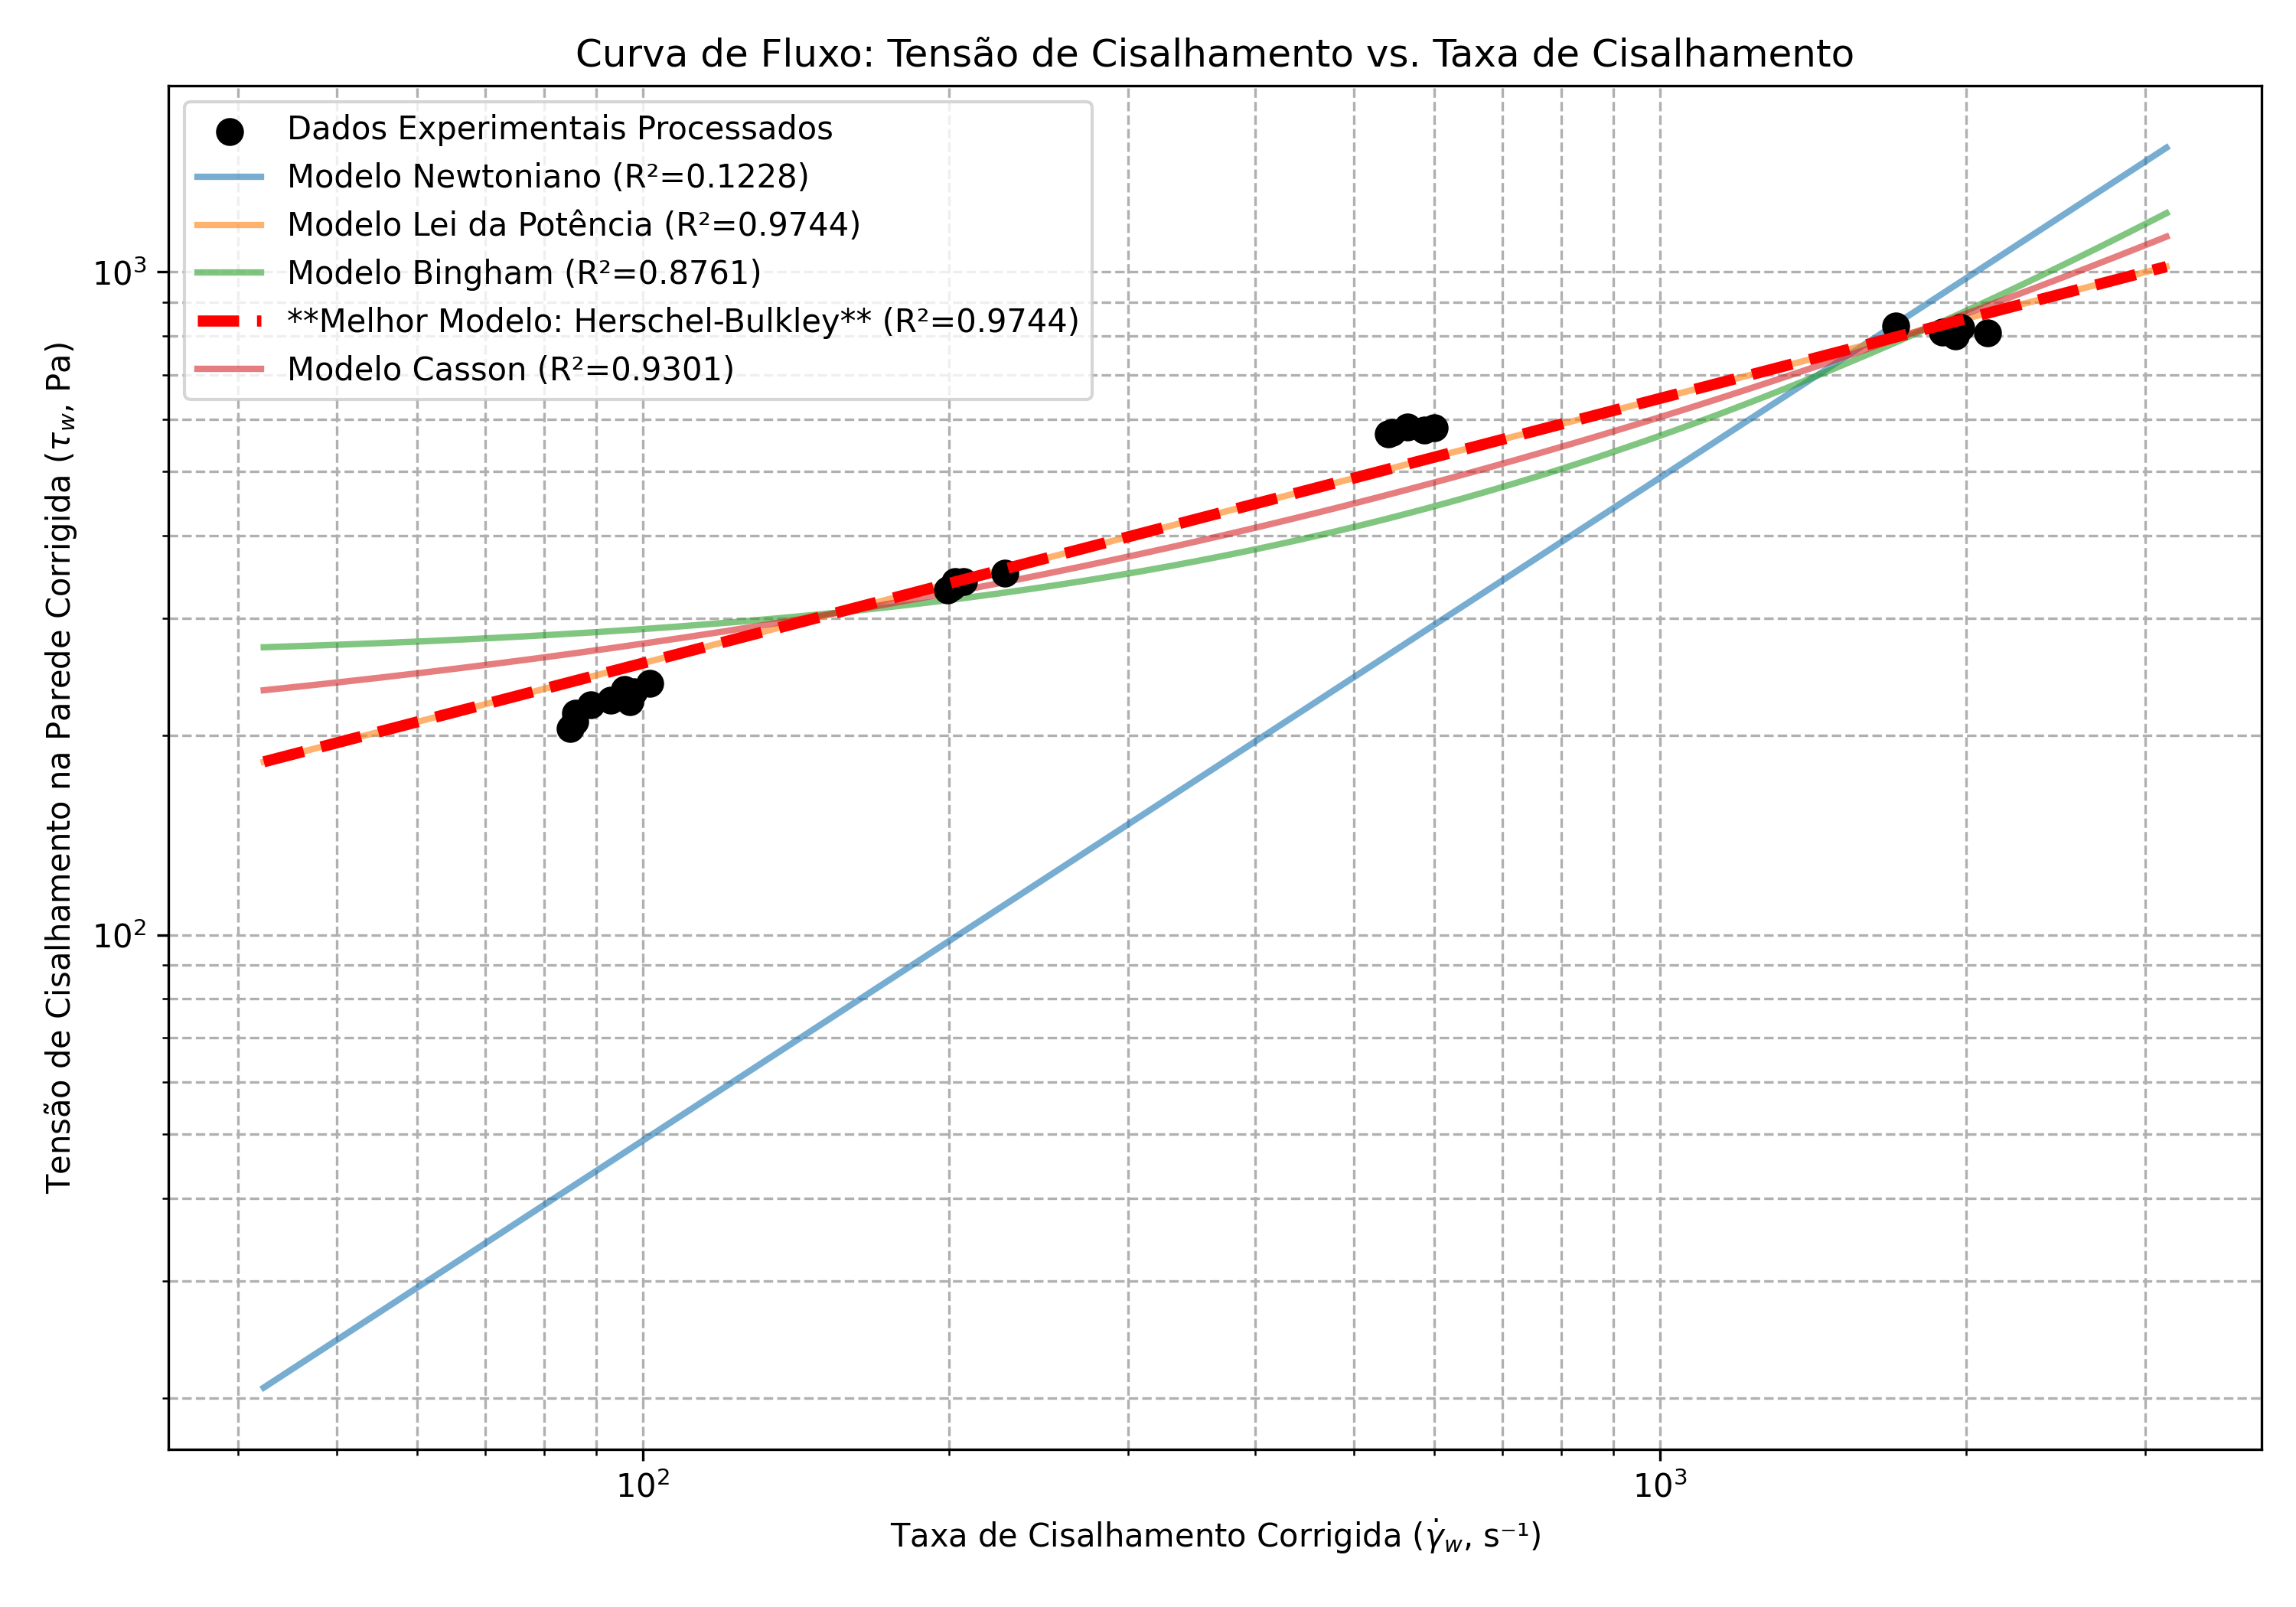 Curva de Fluxo: Tensão de Cisalhamento vs. Taxa de Cisalhamento
Dados Experimentais Processados
Modelo Newtoniano (R²=0.1228)
Modelo Lei da Potência (R²=0.9744)
Modelo Bingham (R²=0.8761)
**Melhor Modelo: Herschel-Bulkley** (R²=0.9744)
Modelo Casson (R²=0.9301)
Tensão de Cisalhamento na Parede Corrigida (τ_w, Pa)
10³
10²
10²
10³
Taxa de Cisalhamento Corrigida (γ̇_w, s⁻¹)